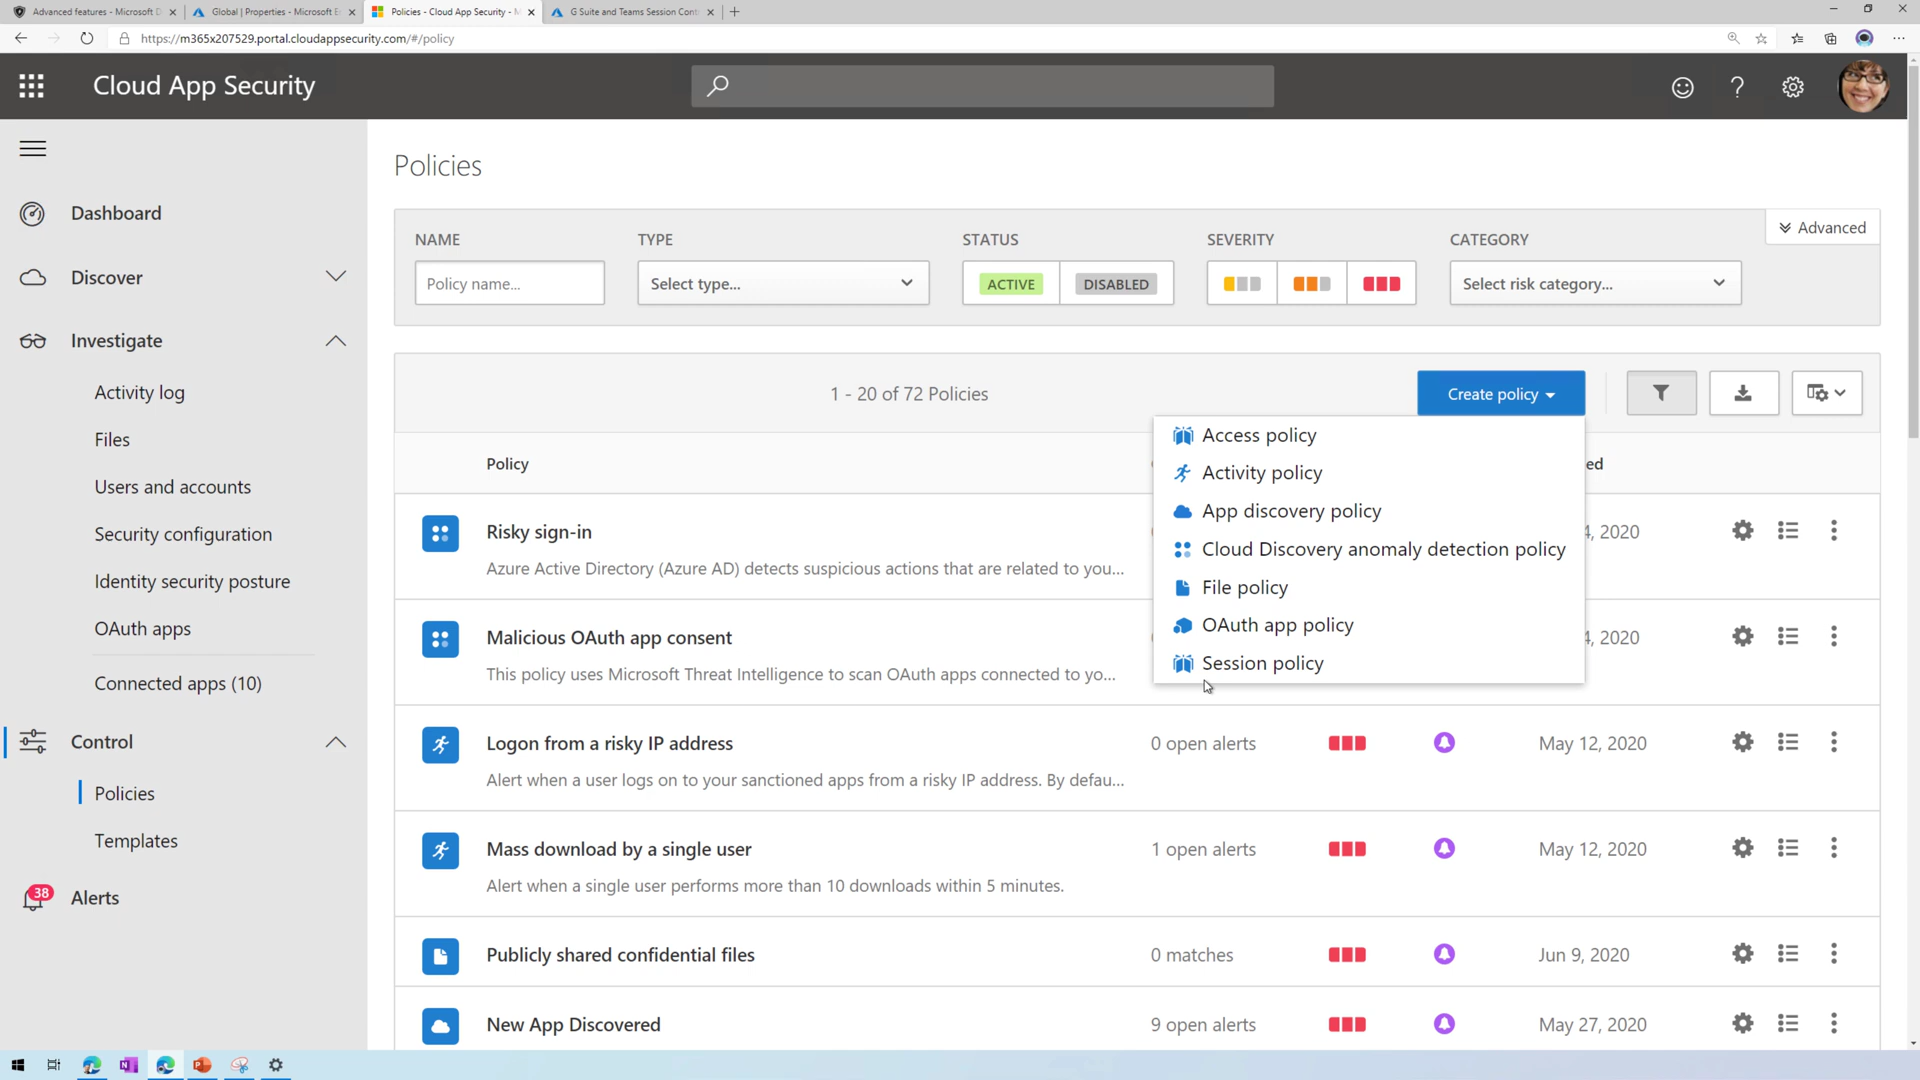 Advanced features - Microsoft D
Global | Properties - Microsoft E
Policies - Cloud App Security - M
G Suite and Teams Session Cont
https://m365x207529.portal.cloudappsecurity.com/#/policy
Cloud App Security
Policies
Dashboard
Discover
Investigate
Activity log
Files
Users and accounts
Security configuration
Identity security posture
OAuth apps
Connected apps (10)
Control
Policies
Templates
38
Alerts
NAME
TYPE
STATUS
SEVERITY
CATEGORY
Advanced
Policy name...
Select type...
ACTIVE
DISABLED
Select risk category...
1 - 20 of 72 Policies
Create policy
Access policy
Activity policy
App discovery policy
Cloud Discovery anomaly detection policy
File policy
OAuth app policy
Session policy
Policy
ed
Risky sign-in
4, 2020
Azure Active Directory (Azure AD) detects suspicious actions that are related to you...
Malicious OAuth app consent
4, 2020
This policy uses Microsoft Threat Intelligence to scan OAuth apps connected to yo...
Logon from a risky IP address
0 open alerts
May 12, 2020
Alert when a user logs on to your sanctioned apps from a risky IP address. By defau...
Mass download by a single user
1 open alerts
May 12, 2020
Alert when a single user performs more than 10 downloads within 5 minutes.
Publicly shared confidential files
0 matches
Jun 9, 2020
New App Discovered
9 open alerts
May 27, 2020